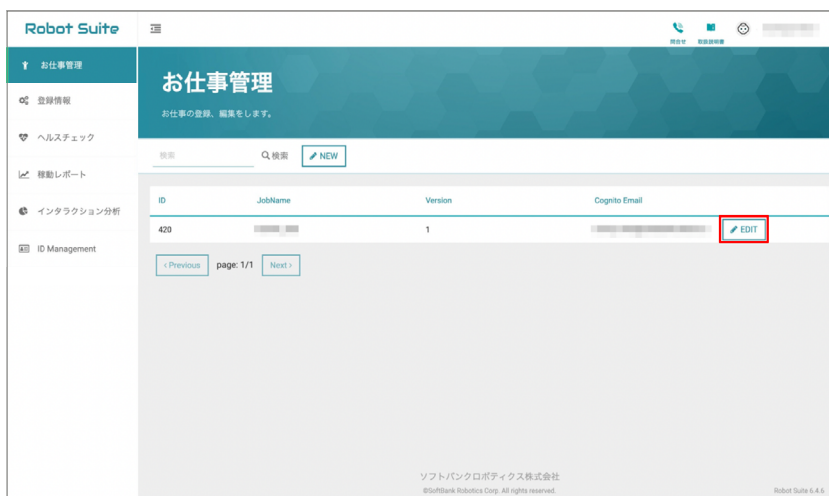 Robot Suite
問合せ
取扱説明書
お仕事管理
登録情報
ヘルスチェック
稼動レポート
インタラクション分析
ID Management
お仕事管理
お仕事の登録、編集をします。
検索
検索
NEW
ID JobName Version Cognito Email
420 1 EDIT
‹ Previous page: 1/1 Next ›
ソフトバンクロボティクス株式会社
©SoftBank Robotics Corp. All rights reserved.
Robot Suite 6.4.6